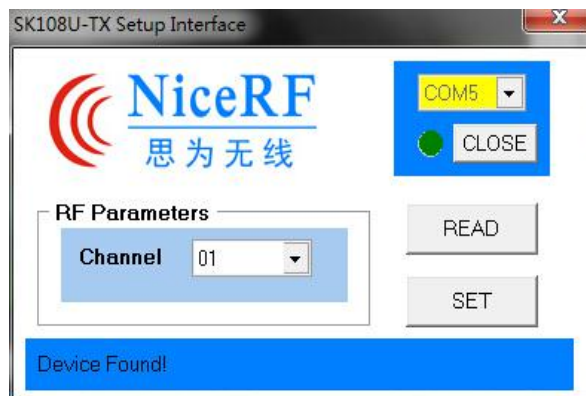 SK108U-TX Setup Interface
NiceRF
思为无线
COM5
CLOSE
RF Parameters
Channel 01
READ
SET
Device Found!